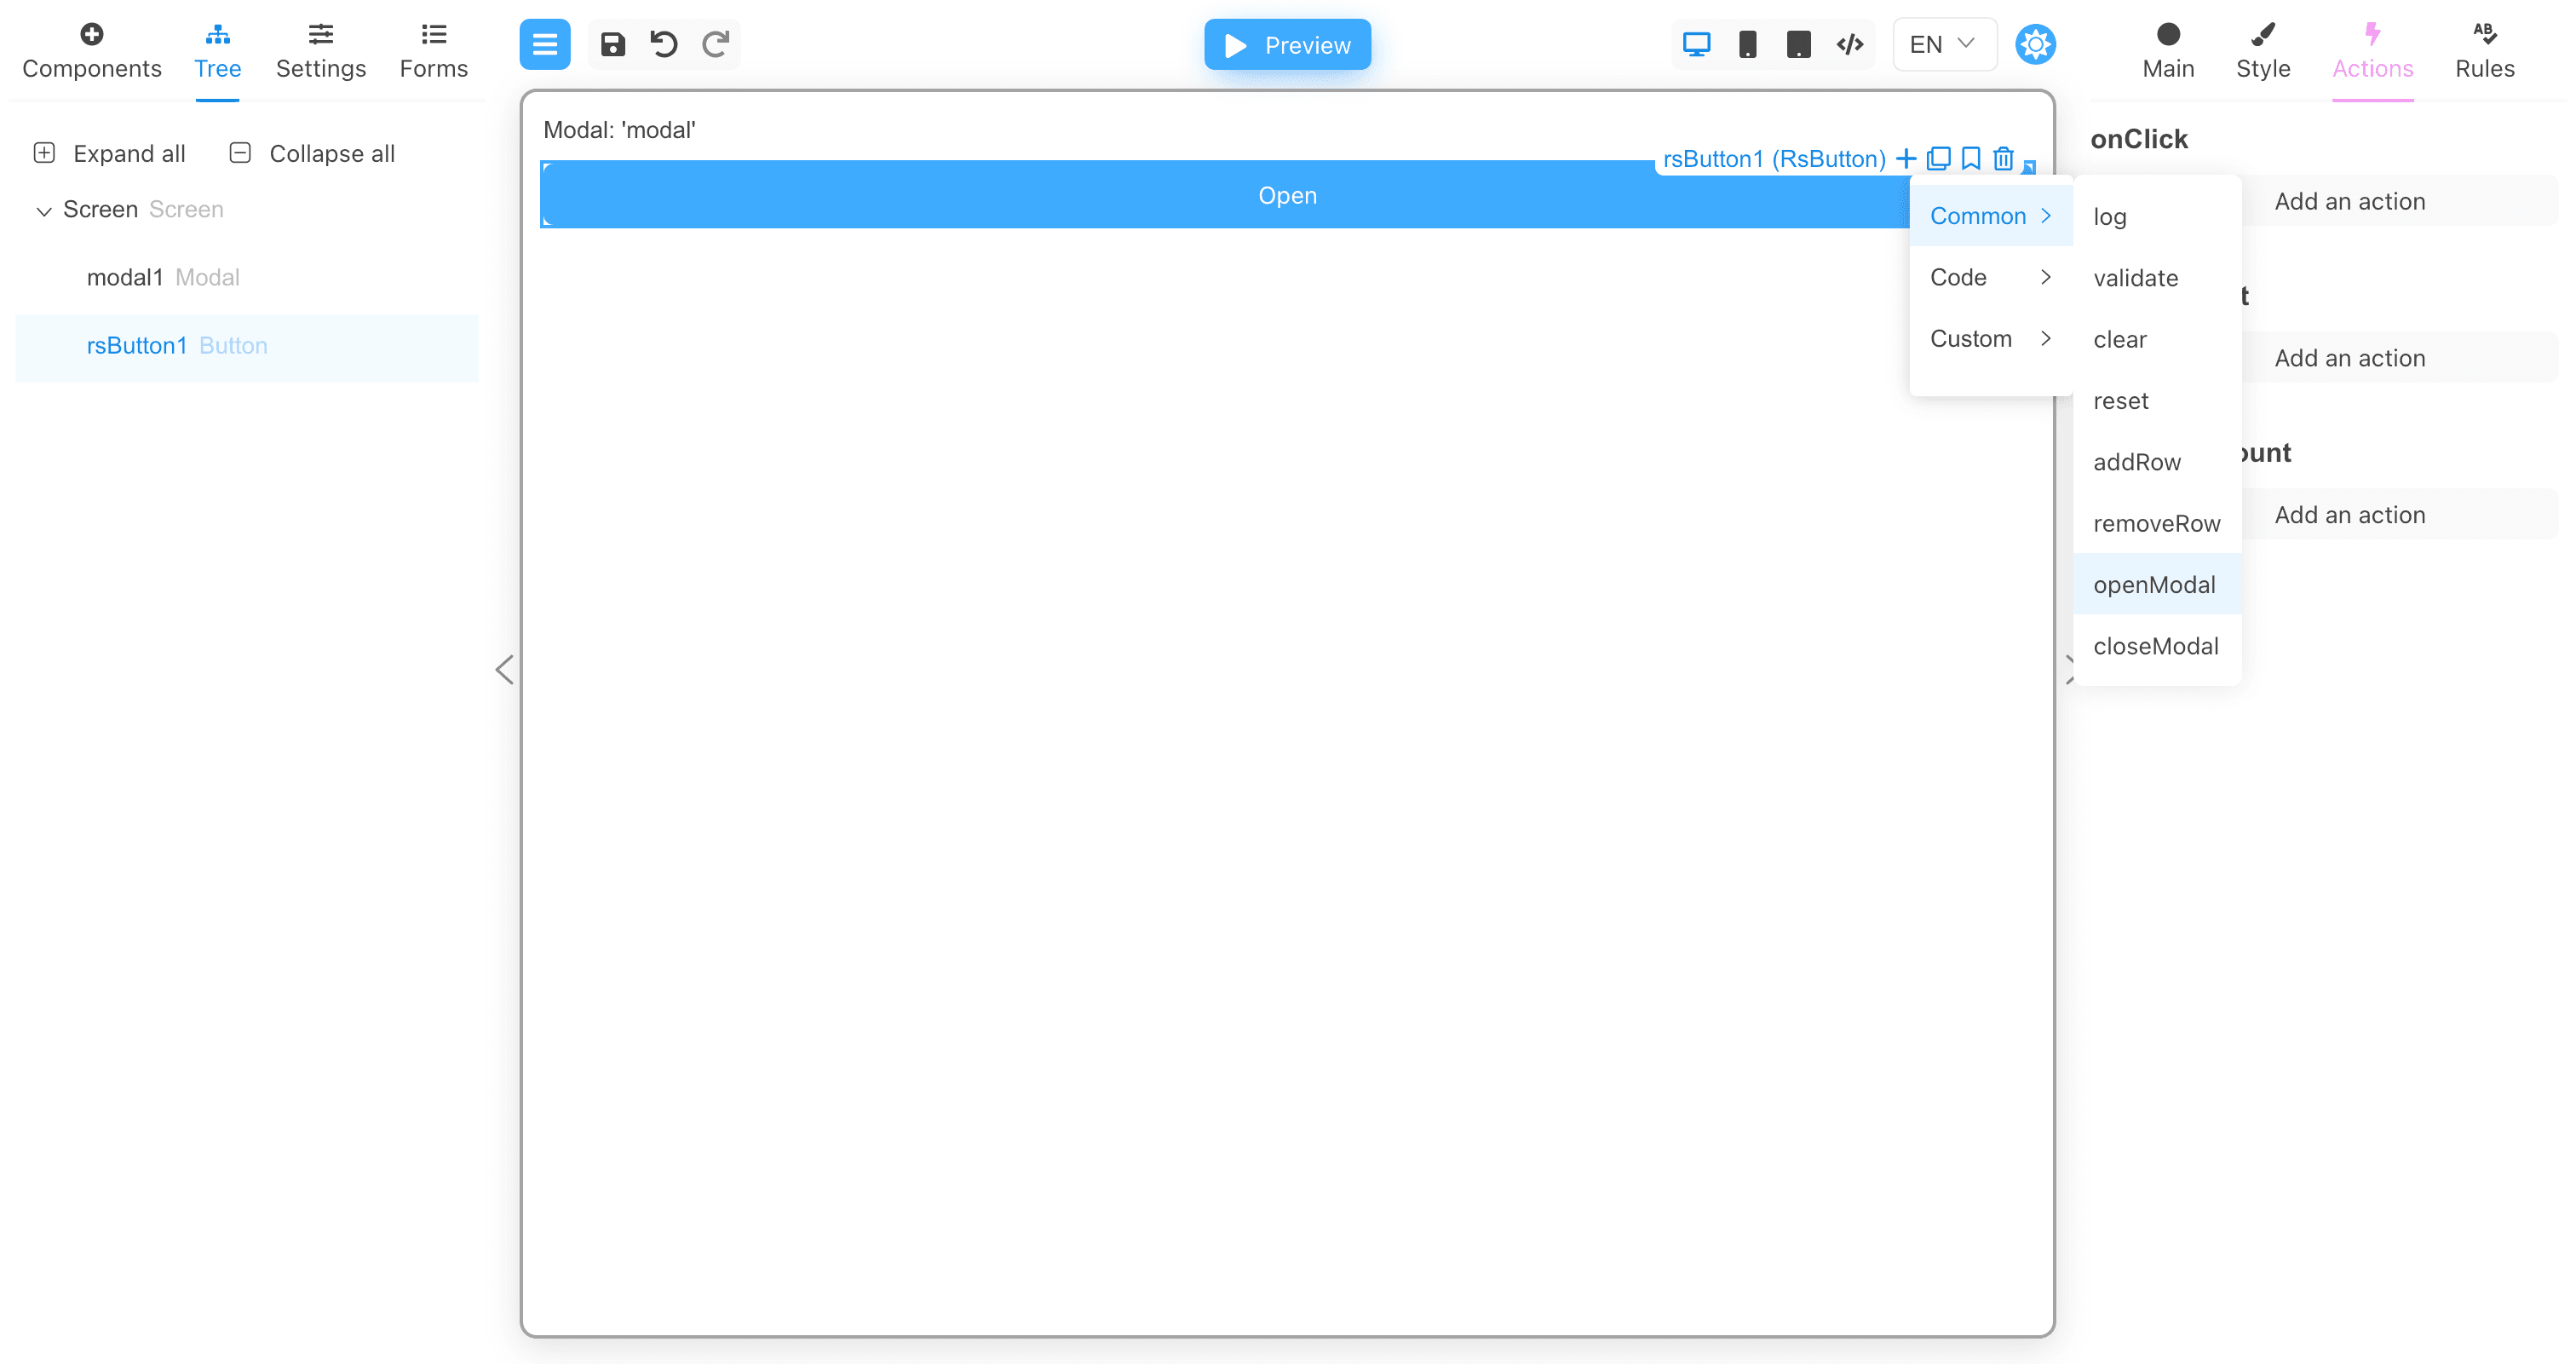 Components
Tree
Settings
Forms
Preview
EN
Main
Style
Actions
Rules
Expand all
Collapse all
Screen Screen
modal1 Modal
rsButton1 Button
Modal: 'modal'
rsButton1 (RsButton)
Open
Common
Code
Custom
log
validate
clear
reset
addRow
removeRow
openModal
closeModal
onClick
Add an action
t
Add an action
ount
Add an action